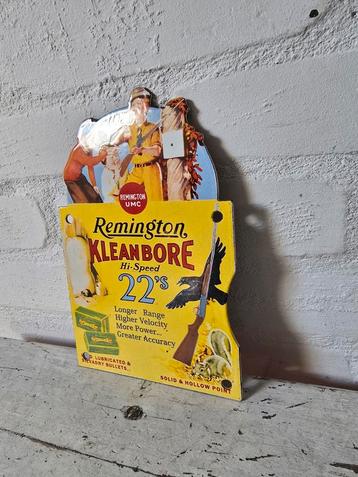 REMINGTON
UMC
Remington
KLEANBORE
Hi-Speed
22's
Longer Range
Higher Velocity
More Power...
Greater Accuracy
LUBRICATED &
BULLETS...
SOLID & HOLLOW POINT